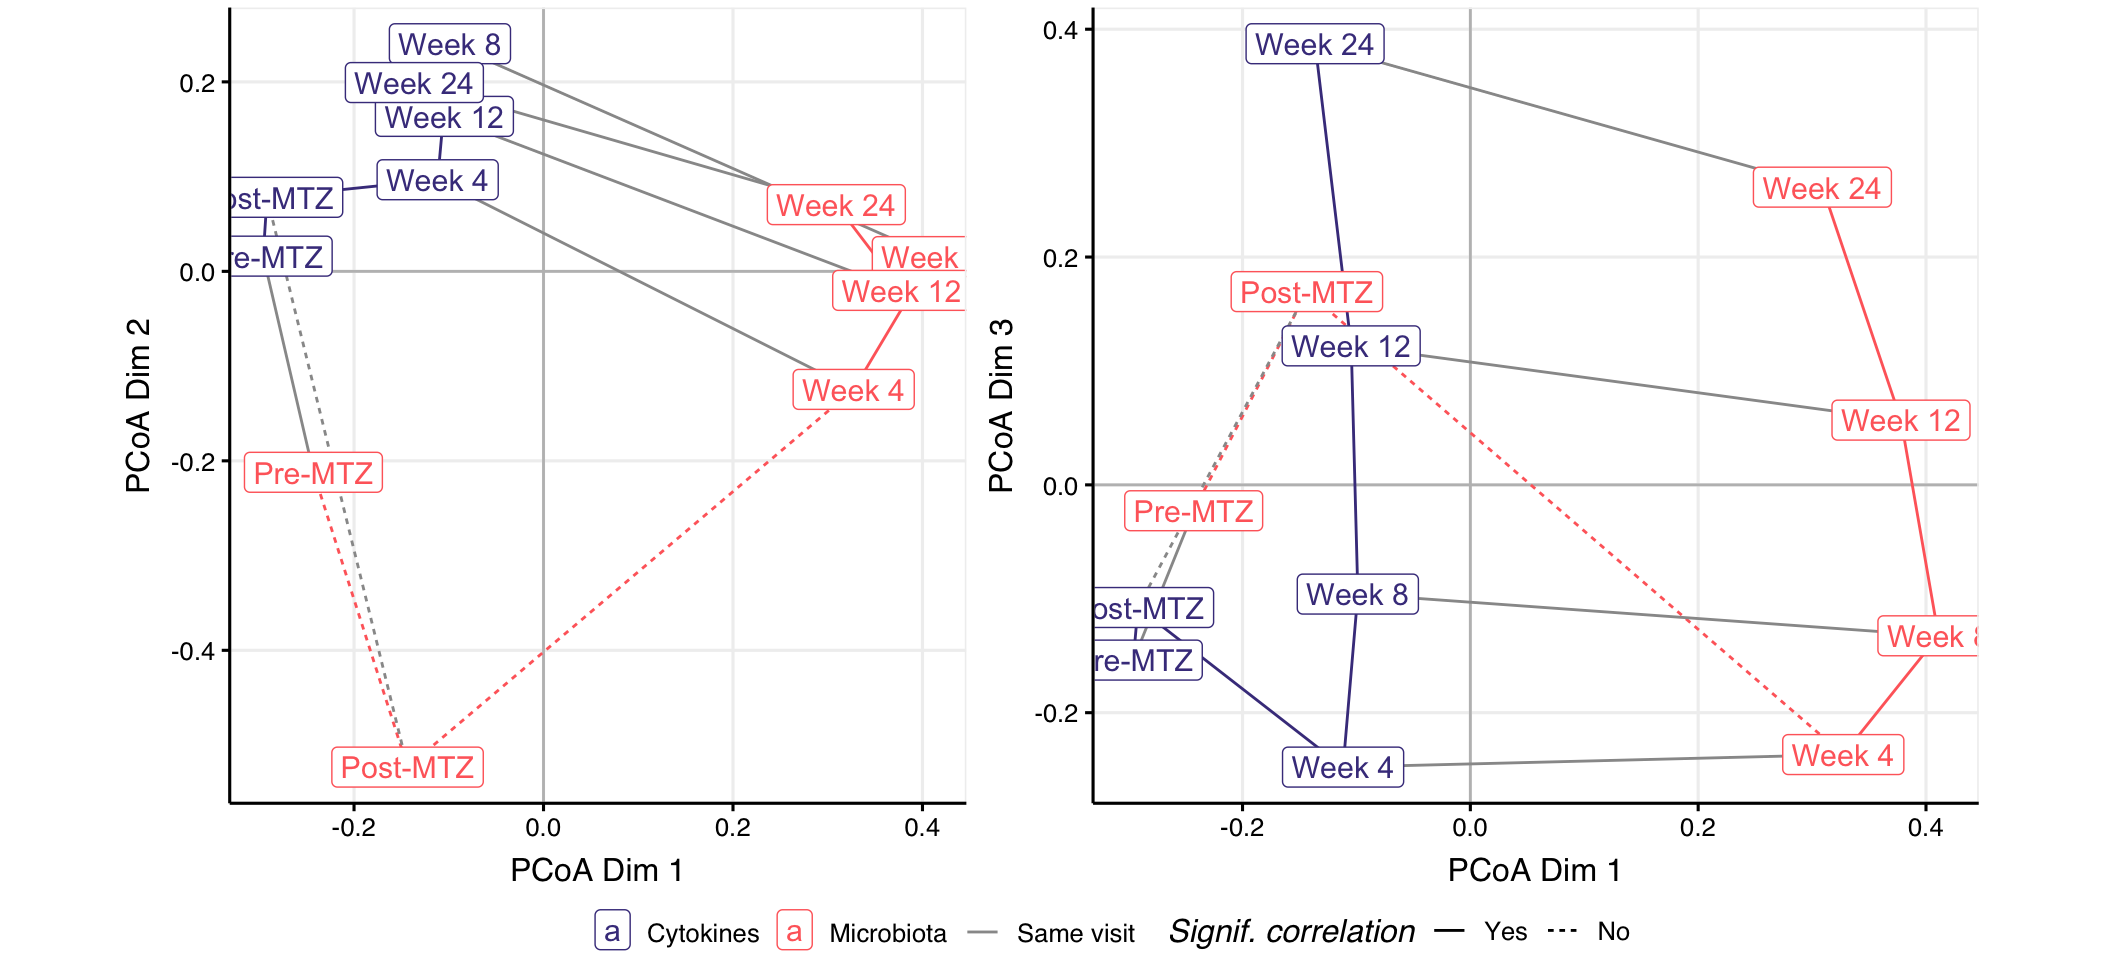 Week 8
Week 24
Week 12
Week 4
ost-MTZ
re-MTZ
Week 24
Week
Week 12
Week 4
Pre-MTZ
Post-MTZ
0.2
0.0
-0.2
-0.4
PCoA Dim 2
-0.2 0.0 0.2 0.4
PCoA Dim 1
Week 24
Week 24
Post-MTZ
Week 12
Week 12
Pre-MTZ
Week 8
ost-MTZ
Week 8
re-MTZ
Week 4
Week 4
0.4
0.2
0.0
-0.2
PCoA Dim 3
-0.2 0.0 0.2 0.4
PCoA Dim 1
a Cytokines a Microbiota Same visit Signif. correlation Yes No